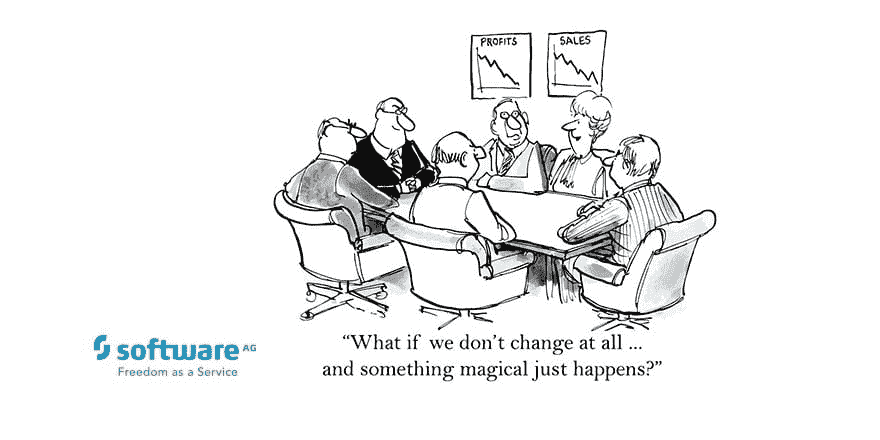 PROFITS
SALES
“What if we don’t change at all ...
and something magical just happens?”
software AG
Freedom as a Service